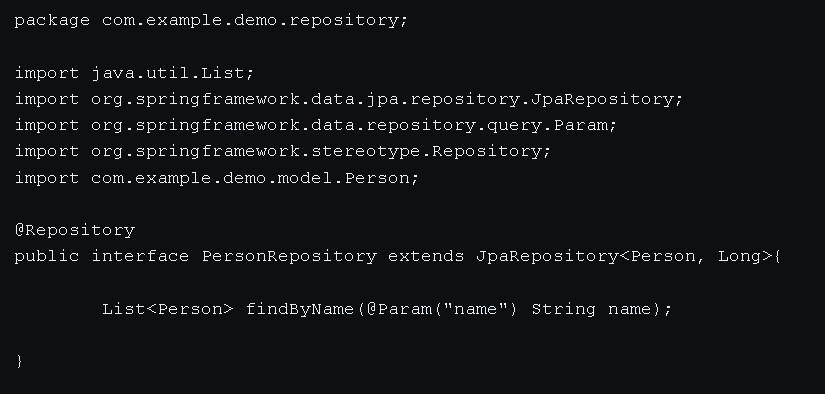 package com.example.demo.repository;
import java.util.List;
import org.springframework.data.jpa.repository.JpaRepository;
import org.springframework.data.repository.query.Param;
import org.springframework.stereotype.Repository;
import com.example.demo.model.Person;
@Repository
public interface PersonRepository extends JpaRepository<Person, Long>{
List<Person> findByName(@Param("name") String name);
}